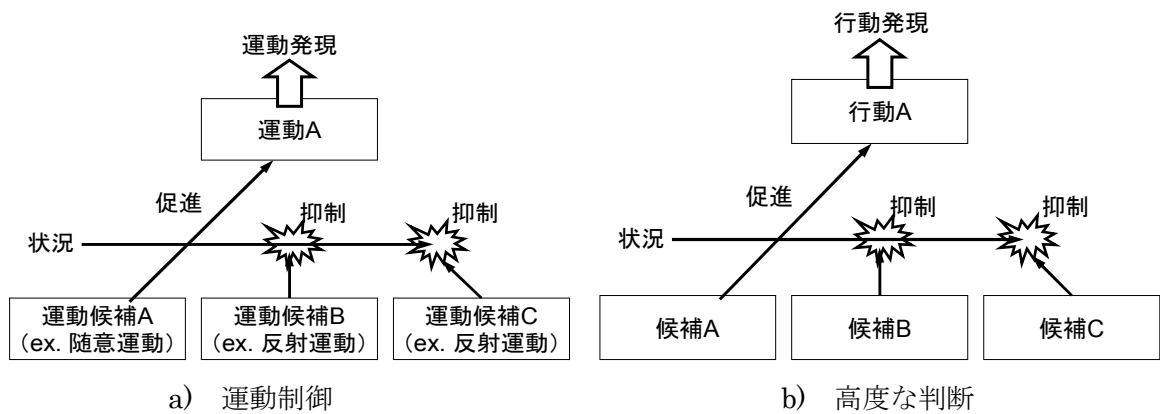 運動発現
運動A
促進
抑制
抑制
状況
運動候補A
（ex. 随意運動）
運動候補B
（ex. 反射運動）
運動候補C
（ex. 反射運動）
a) 運動制御
行動発現
行動A
促進
抑制
抑制
状況
候補A
候補B
候補C
b) 高度な判断